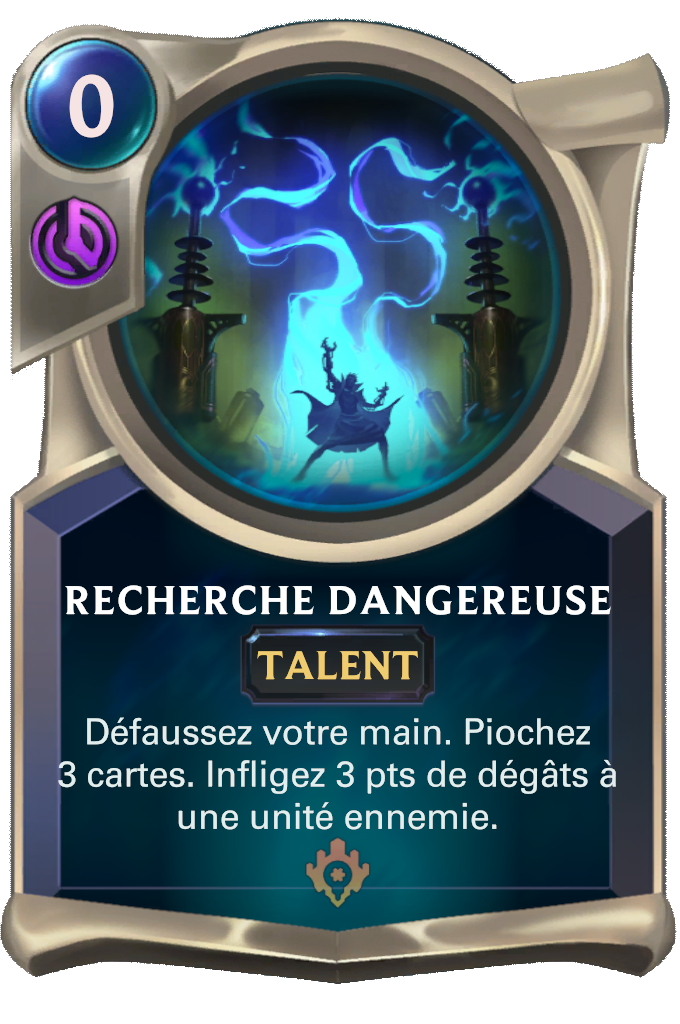 0
RECHERCHE DANGEREUSE
TALENT
Défaussez votre main. Piochez
3 cartes. Infligez 3 pts de dégâts à
une unité ennemie.